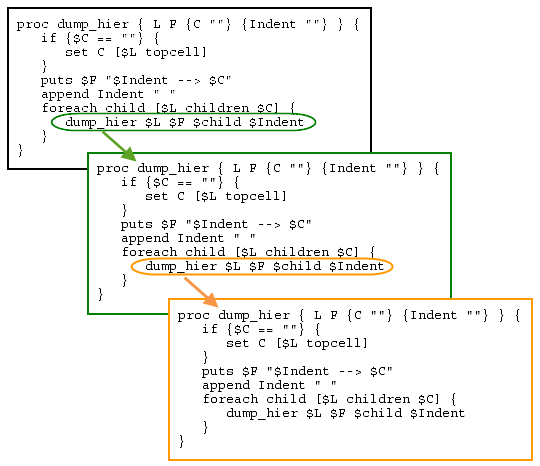 proc dump_hier { L F {C ""} {Indent ""} } {
   if {$C == ""} {
      set C [$L topcell]
   }
   puts $F "$Indent --> $C"
   append Indent " "
   foreach child [$L children $C] {
      dump_hier $L $F $child $Indent
   }
}
proc dump_hier { L F {C ""} {Indent ""} } {
   if {$C == ""} {
      set C [$L topcell]
   }
   puts $F "$Indent --> $C"
   append Indent " "
   foreach child [$L children $C] {
      dump_hier $L $F $child $Indent
   }
}
proc dump_hier { L F {C ""} {Indent ""} } {
   if {$C == ""} {
      set C [$L topcell]
   }
   puts $F "$Indent --> $C"
   append Indent " "
   foreach child [$L children $C] {
      dump_hier $L $F $child $Indent
   }
}